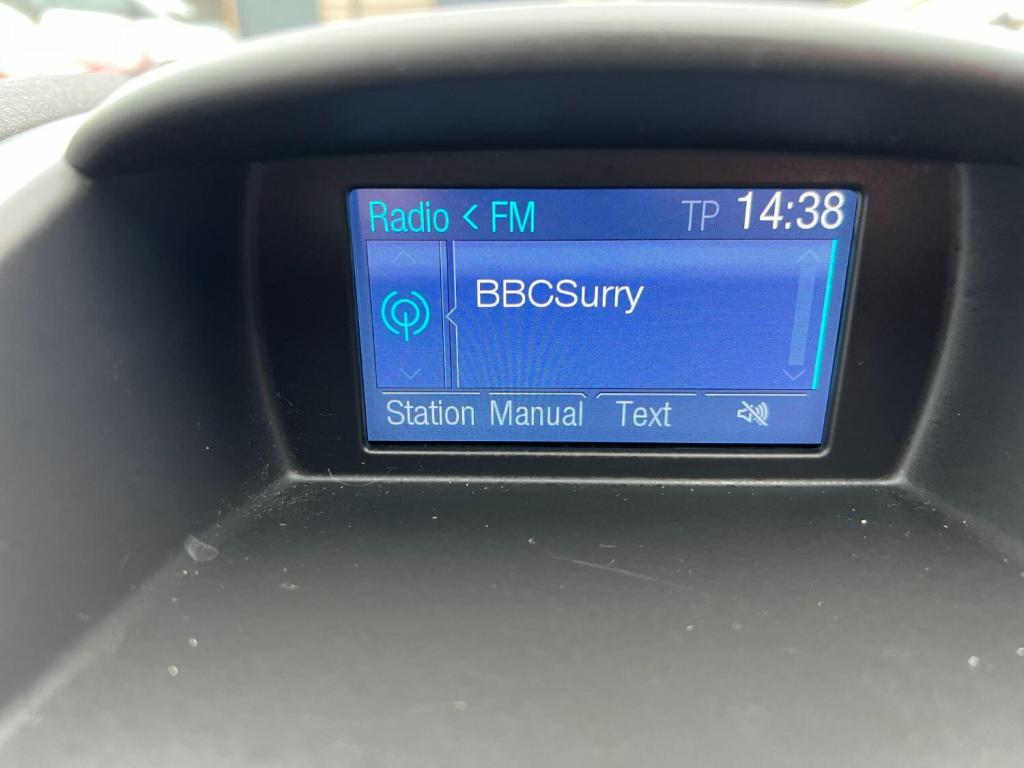 Radio < FM TP 14:38
BBCSurry
Station Manual Text